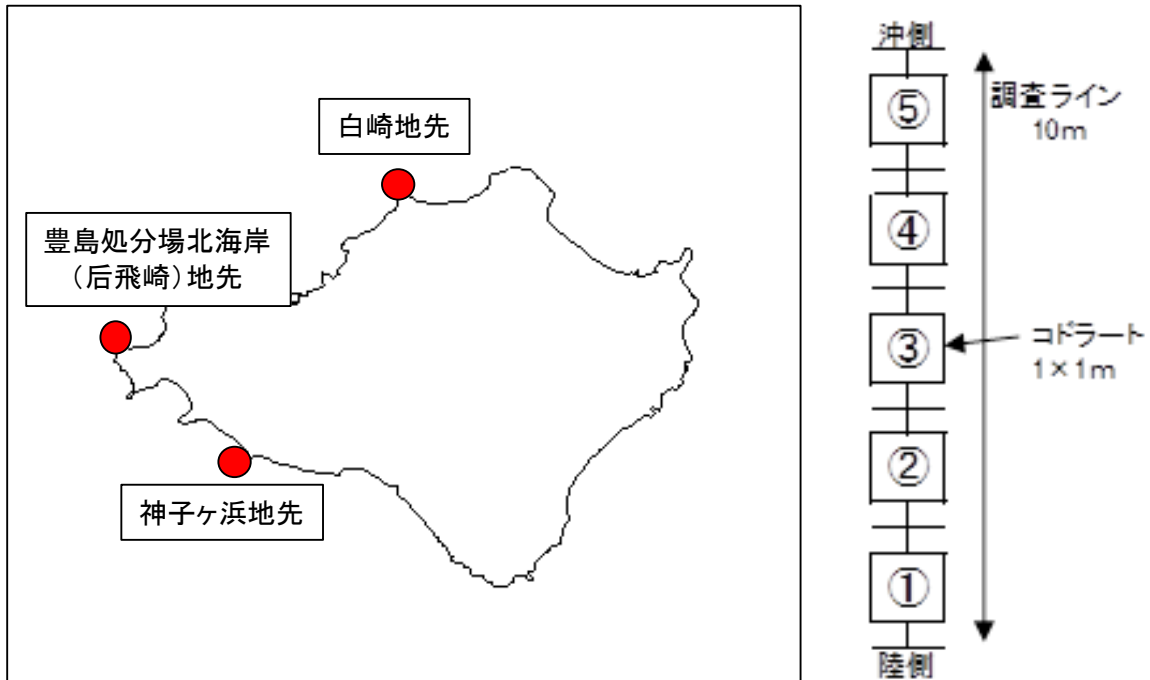 白崎地先
豊島処分場北海岸
（后飛崎）地先
神子ヶ浜地先
沖側
⑤
調査ライン
10m
④
③
コドラート
1×1m
②
①
陸側